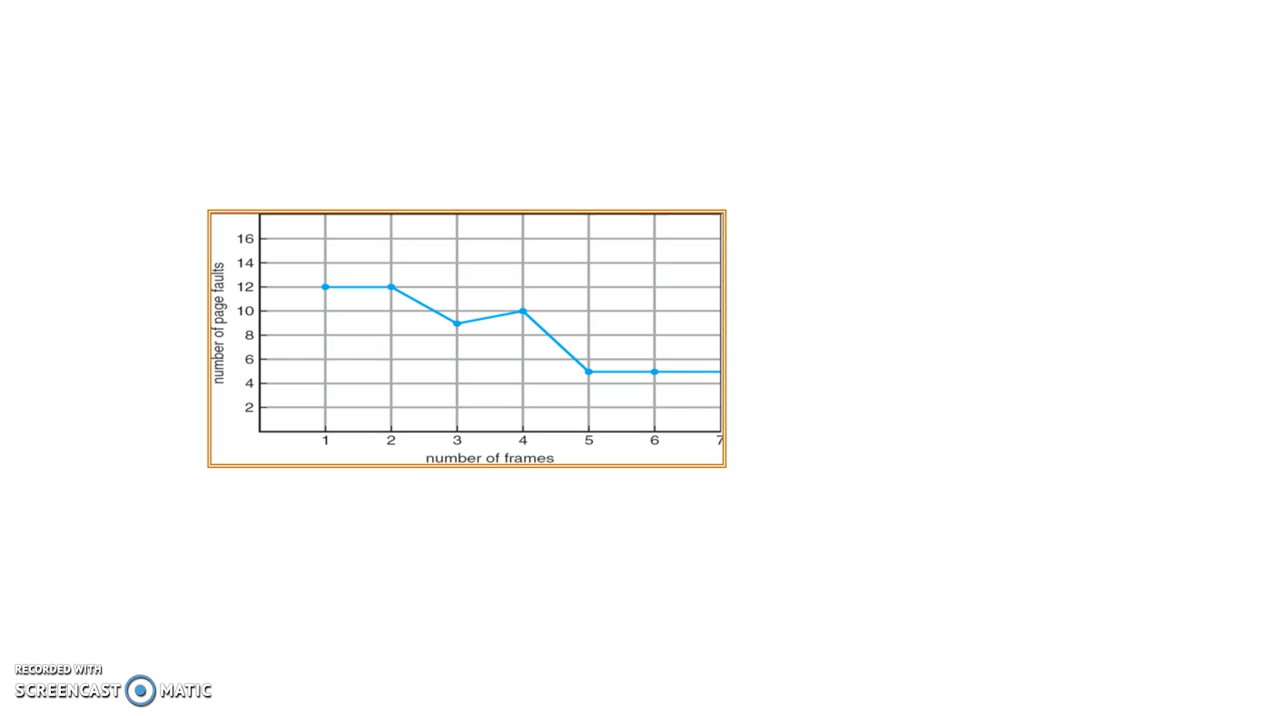 16
14
12
10
8
6
4
2
number of page faults
1 2 3 4 5 6 7
number of frames
RECORDED WITH
SCREENCAST MATIC